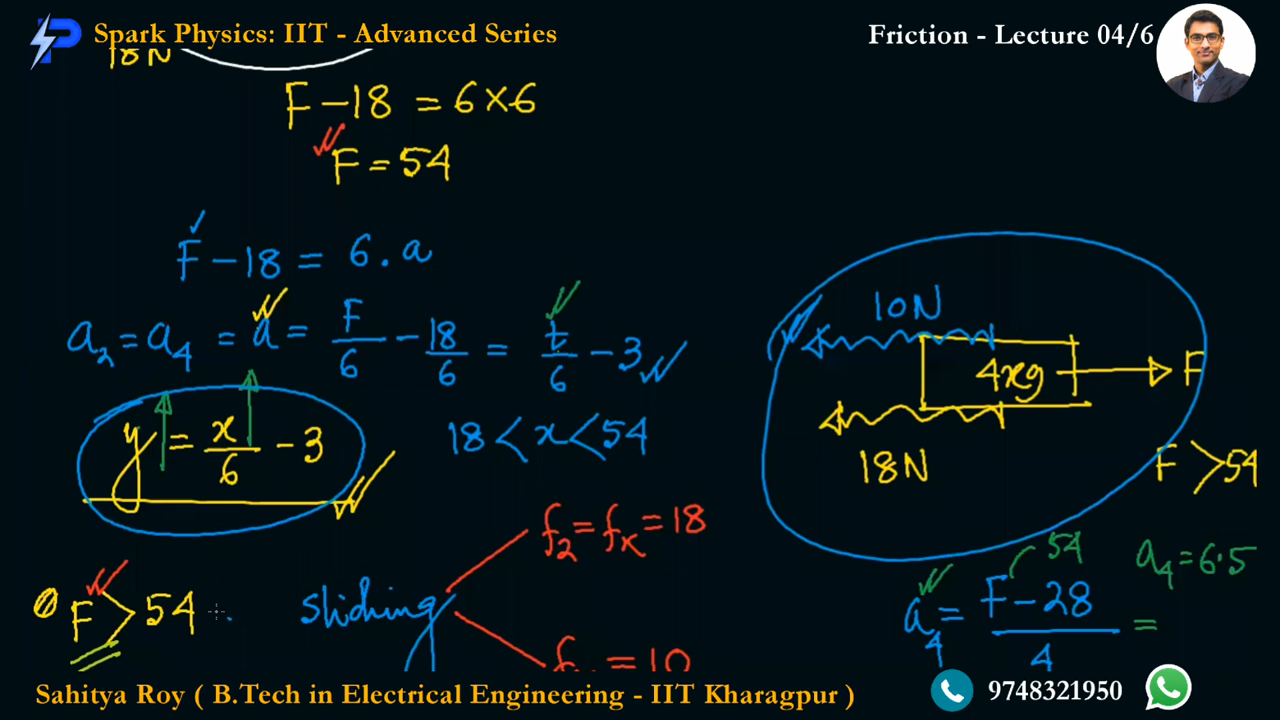 Spark Physics: IIT - Advanced Series
Friction - Lecture 04/6
18N
F - 18 = 6×6
F = 54
F - 18 = 6.a
a₂ = a₄ = a = F/6 - 18/6 = t/6 - 3
y = x/6 - 3
18 < x < 54
10N
4kg
F
18N
F > 54
F > 54
sliding
f₂ = fₖ = 18
= 10
54
a₄ = 6.5
a₄ = F - 28 / 4 =
Sahitya Roy ( B.Tech in Electrical Engineering - IIT Kharagpur )
9748321950